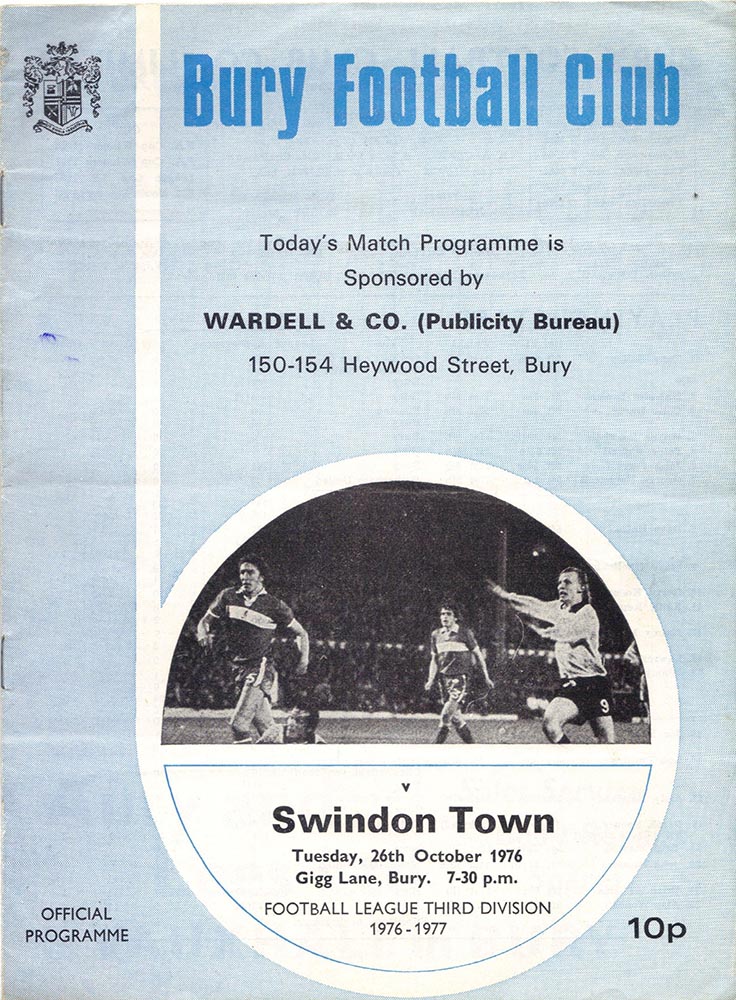 Bury Football Club
Today's Match Programme is
Sponsored by
WARDELL & CO. (Publicity Bureau)
150-154 Heywood Street, Bury
9
v
Swindon Town
Tuesday, 26th October 1976
Gigg Lane, Bury. 7-30 p.m.
FOOTBALL LEAGUE THIRD DIVISION
1976-1977
OFFICIAL
PROGRAMME
10p